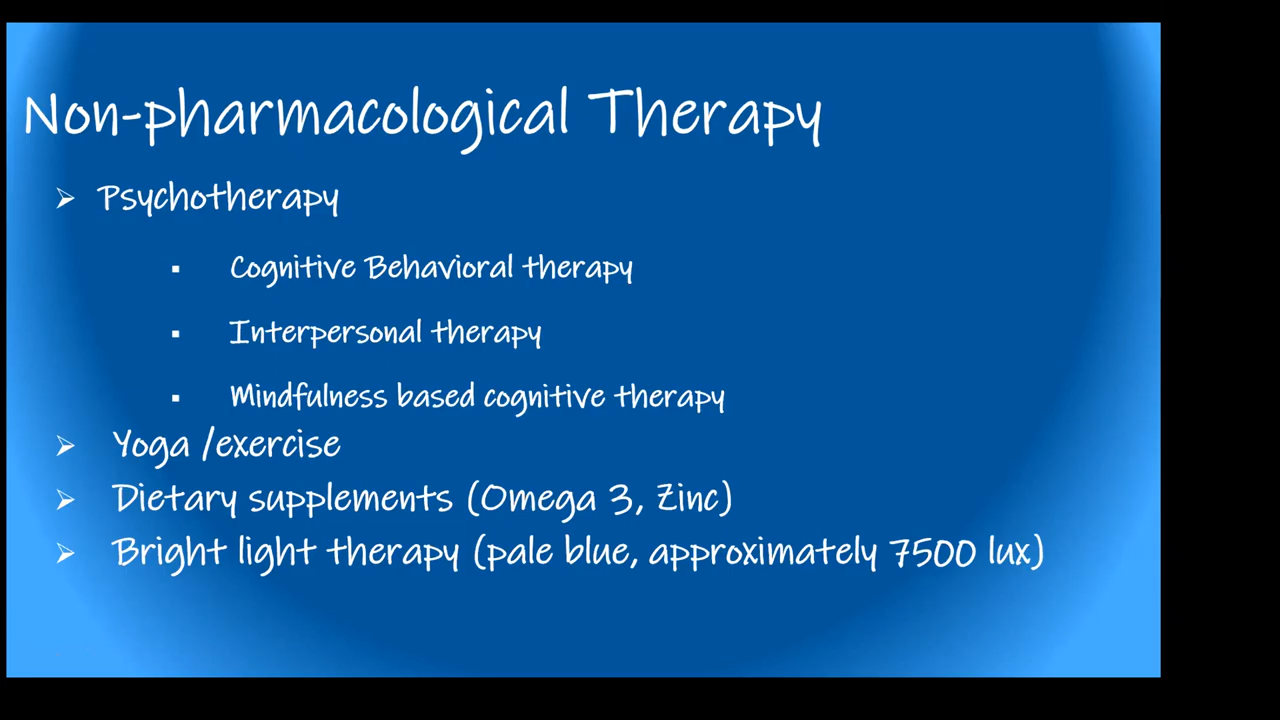 Non-pharmacological Therapy
➢ Psychotherapy
▪ Cognitive Behavioral therapy
▪ Interpersonal therapy
▪ Mindfulness based cognitive therapy
➢ Yoga /exercise
➢ Dietary supplements (Omega 3, Zinc)
➢ Bright light therapy (pale blue, approximately 7500 lux)